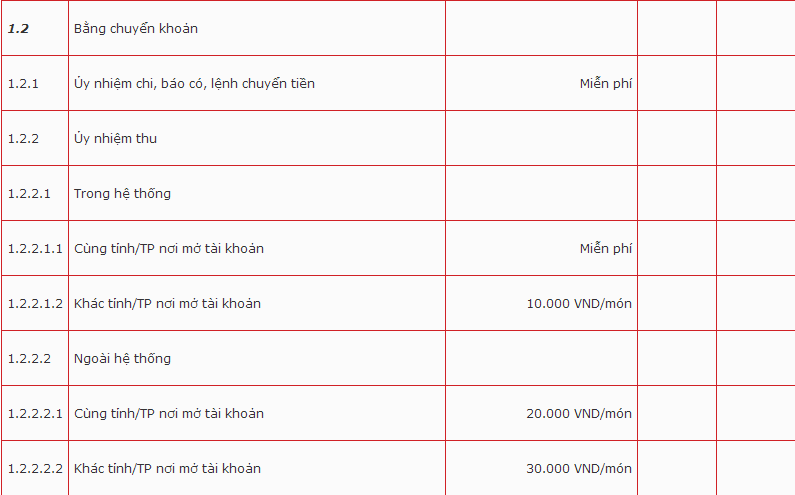 1.2 Bằng chuyển khoản
1.2.1 Ủy nhiệm chi, báo có, lệnh chuyển tiền Miễn phí
1.2.2 Ủy nhiệm thu
1.2.2.1 Trong hệ thống
1.2.2.1.1 Cùng tỉnh/TP nơi mở tài khoản Miễn phí
1.2.2.1.2 Khác tỉnh/TP nơi mở tài khoản 10.000 VND/món
1.2.2.2 Ngoài hệ thống
1.2.2.2.1 Cùng tỉnh/TP nơi mở tài khoản 20.000 VND/món
1.2.2.2.2 Khác tỉnh/TP nơi mở tài khoản 30.000 VND/món